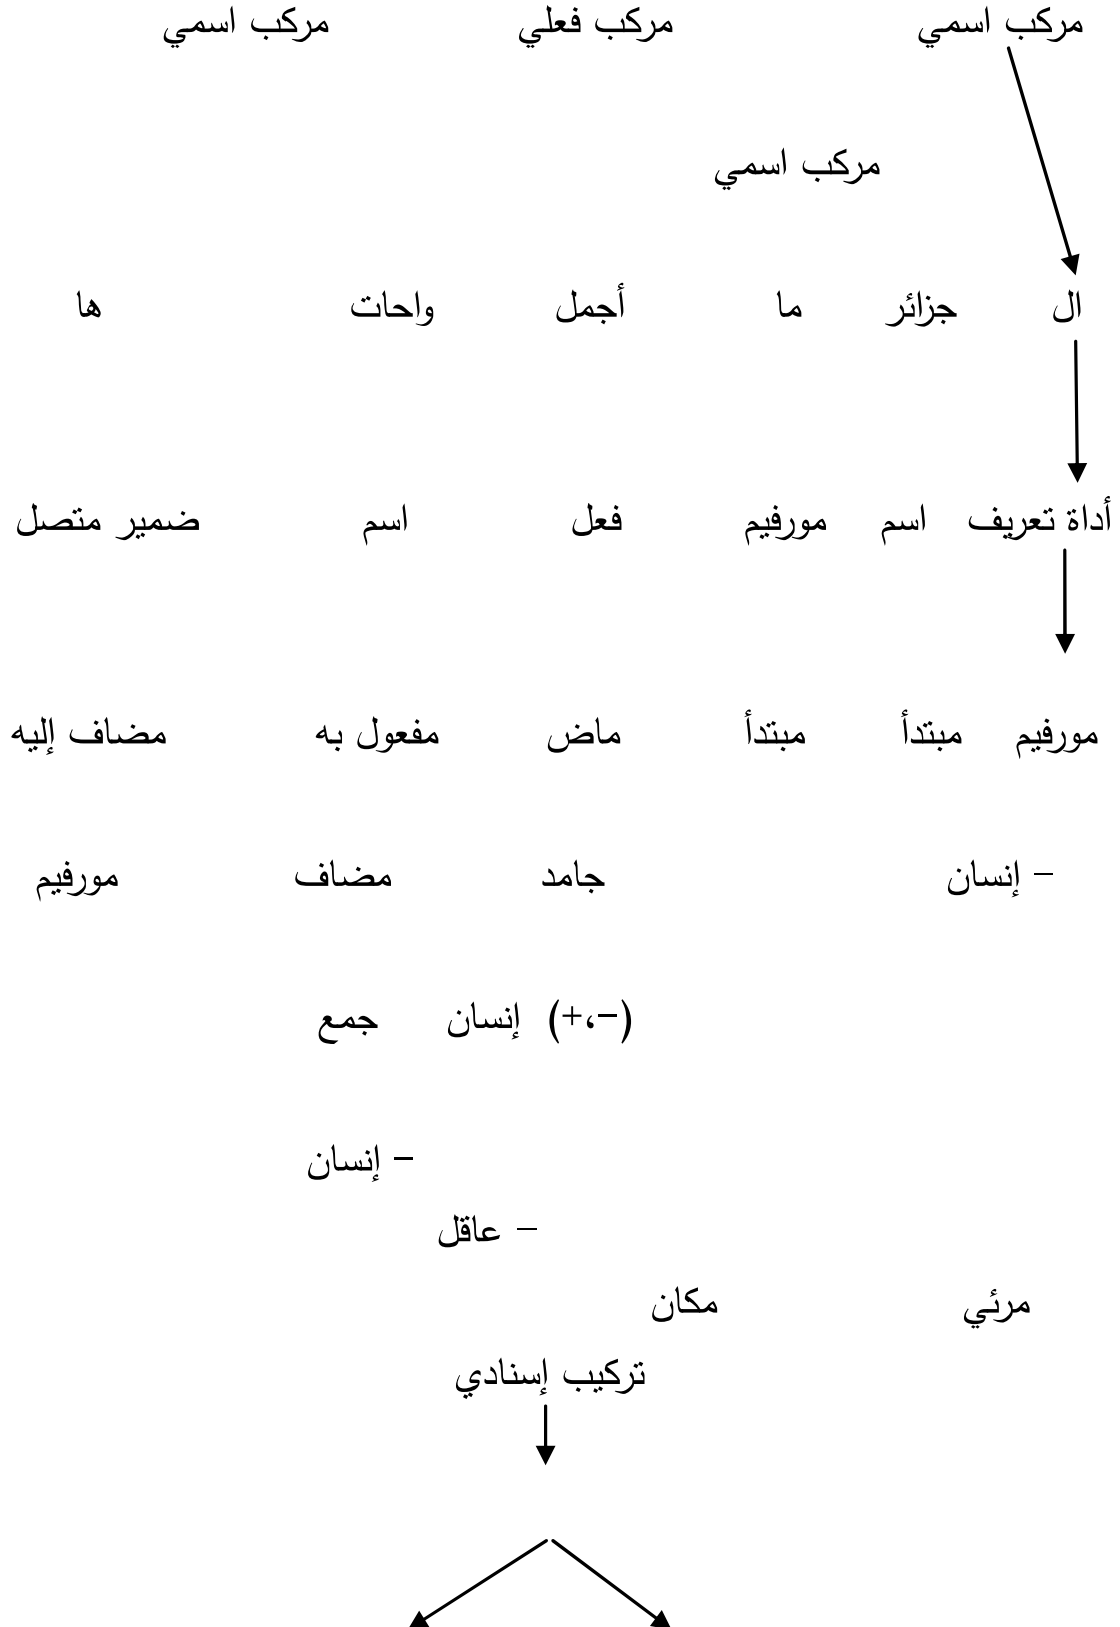 مركب اسمي مركب فعلي مركب اسمي
مركب اسمي
ال جزائر ما أجمل واحات ها
أداة تعريف اسم مورفيم فعل اسم ضمير متصل
مورفيم مبتدأ مبتدأ ماض مفعول به مضاف إليه
– إنسان جامد مضاف مورفيم
(–،+) إنسان جمع
– إنسان
– عاقل
مرئي مكان
تركيب إسنادي